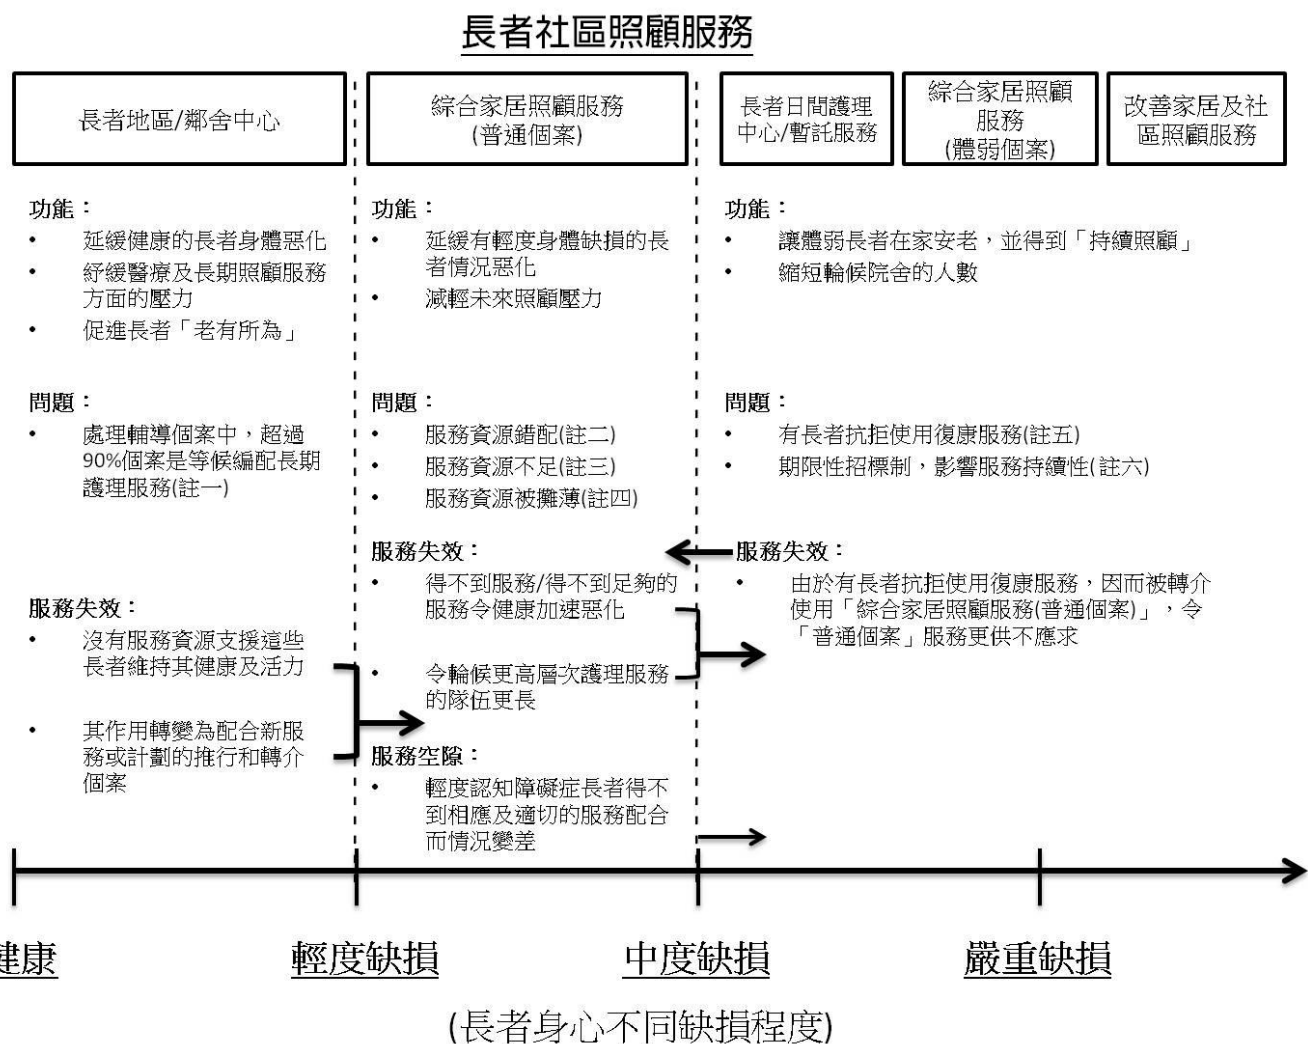 長者社區照顧服務
長者地區/鄰舍中心
綜合家居照顧服務
(普通個案)
長者日間護理
中心/暫託服務
綜合家居照顧
服務
(體弱個案)
改善家居及社
區照顧服務
功能：
• 延緩健康的長者身體惡化
• 紓緩醫療及長期照顧服務
方面的壓力
• 促進長者「老有所為」
問題：
• 處理輔導個案中，超過
90%個案是等候編配長期
護理服務(註一)
服務失效：
• 沒有服務資源支援這些
長者維持其健康及活力
• 其作用轉變為配合新服
務或計劃的推行和轉介
個案
功能：
• 延緩有輕度身體缺損的長
者情況惡化
• 減輕未來照顧壓力
問題：
• 服務資源錯配(註二)
• 服務資源不足(註三)
• 服務資源被攤薄(註四)
服務失效：
• 得不到服務/得不到足夠的
服務令健康加速惡化
• 令輪候更高層次護理服務
的隊伍更長
服務空隙：
• 輕度認知障礙症長者得不
到相應及適切的服務配合
而情況變差
功能：
• 讓體弱長者在家安老，並得到「持續照顧」
• 縮短輪候院舍的人數
問題：
• 有長者抗拒使用復康服務(註五)
• 期限性招標制，影響服務持續性(註六)
服務失效：
• 由於有長者抗拒使用復康服務，因而被轉介
使用「綜合家居照顧服務(普通個案)」，令
「普通個案」服務更供不應求
健康
輕度缺損
中度缺損
嚴重缺損
(長者身心不同缺損程度)